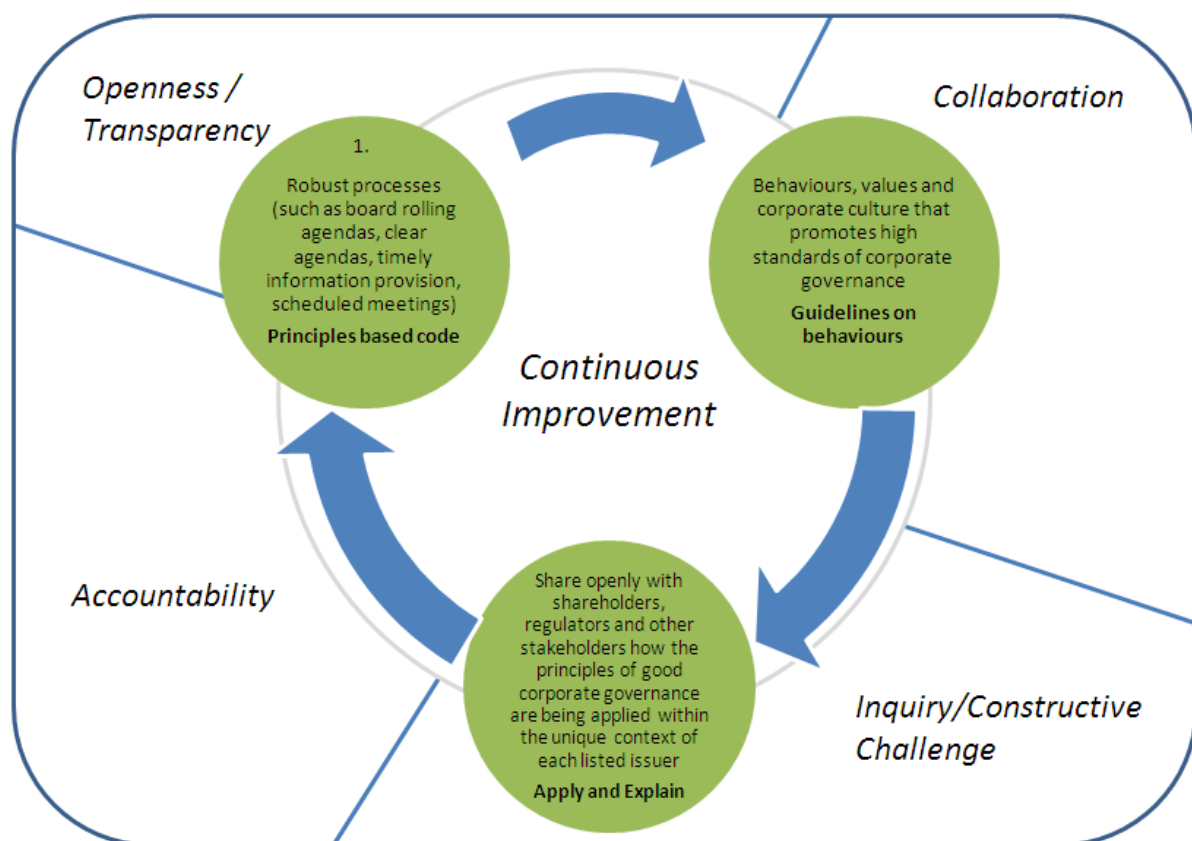 Openness /
Transparency
Collaboration
1.
Robust processes
(such as board rolling
agendas, clear
agendas, timely
information provision,
scheduled meetings)
Principles based code
Behaviours, values and
corporate culture that
promotes high
standards of corporate
governance
Guidelines on
behaviours
Continuous
Improvement
Accountability
Share openly with
shareholders,
regulators and other
stakeholders how the
principles of good
corporate governance
are being applied within
the unique context of
each listed issuer
Apply and Explain
Inquiry/Constructive
Challenge